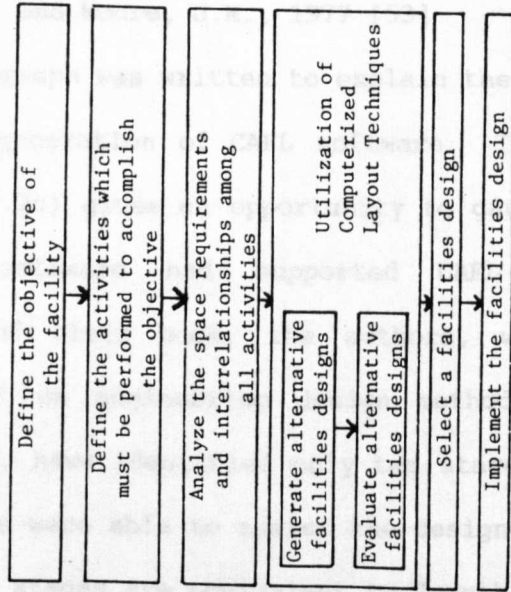 Define the objective of
the facility
Define the activities which
must be performed to accomplish
the objective
Analyze the space requirements
and inrrelationships among
all activities
Gerate alternative
facilities designs
Utilization of
Computerized
Layout Techniques
Evaluate alternative
facilities designs
Select a facilities design
Implement the facilities design